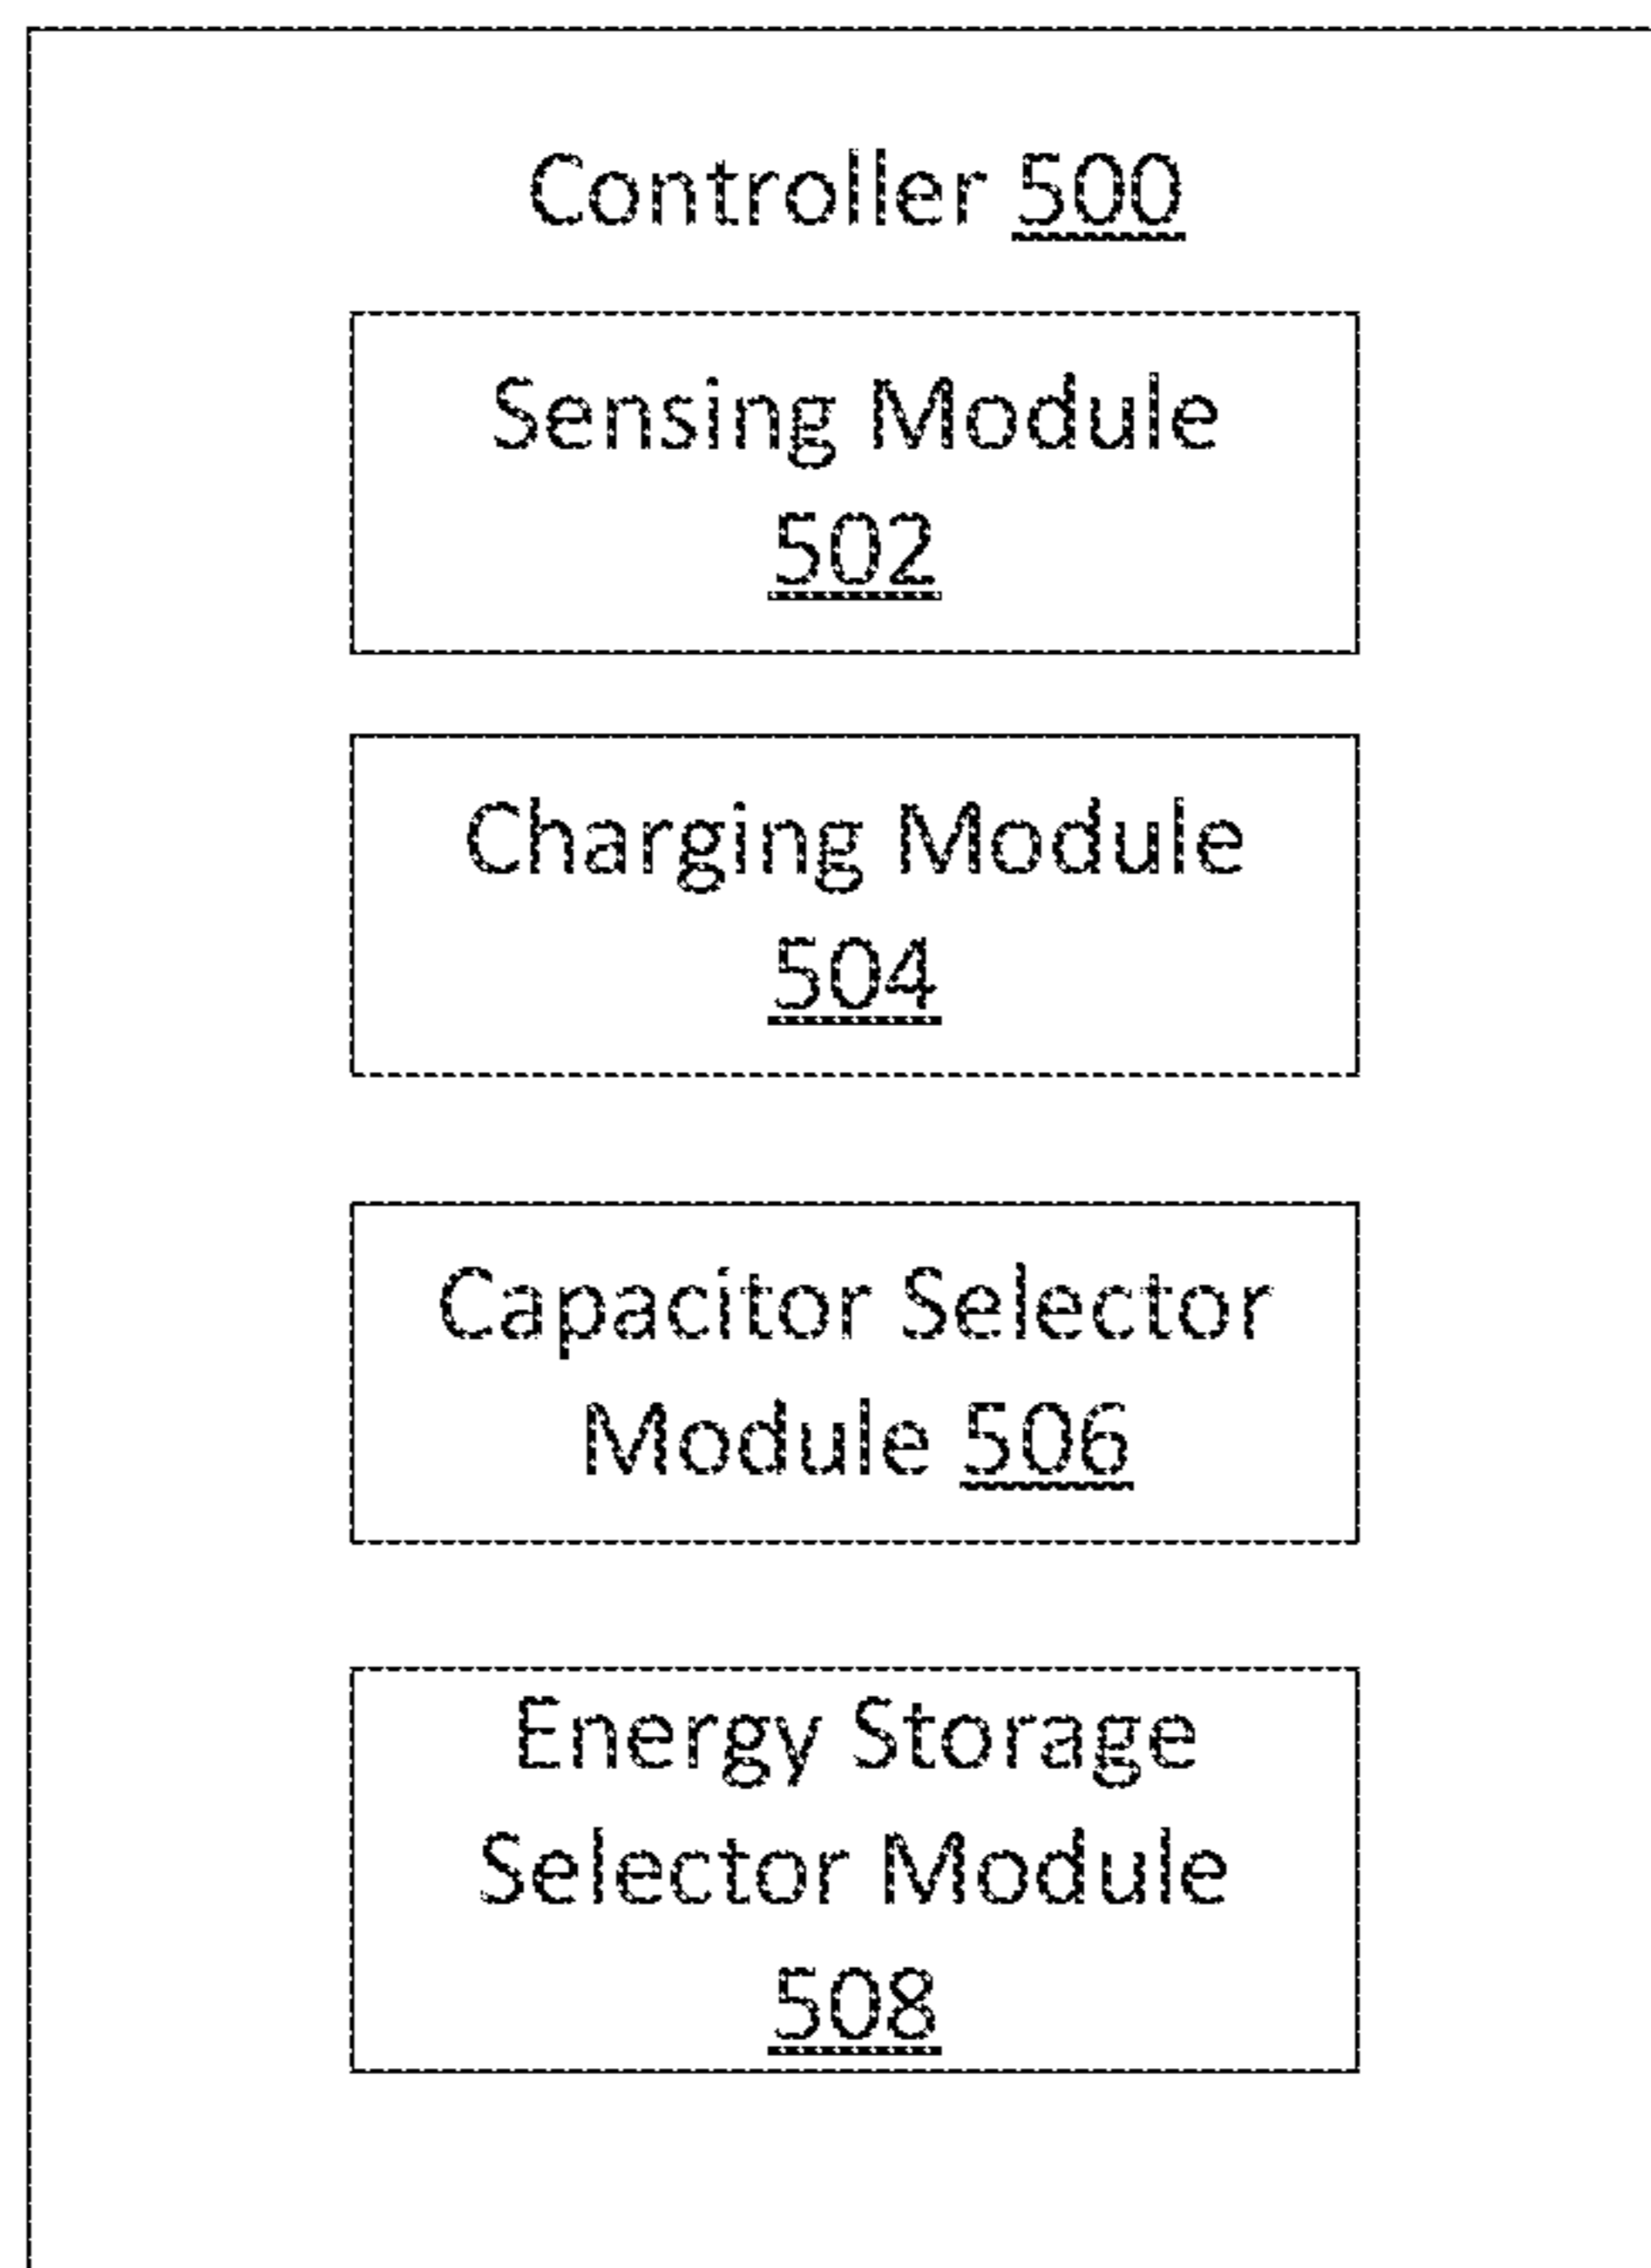 Controller 500
Sensing Module
502
Charging Module
504
Capacitor Selector
Module 506
Energy Storage
Selector Module
508